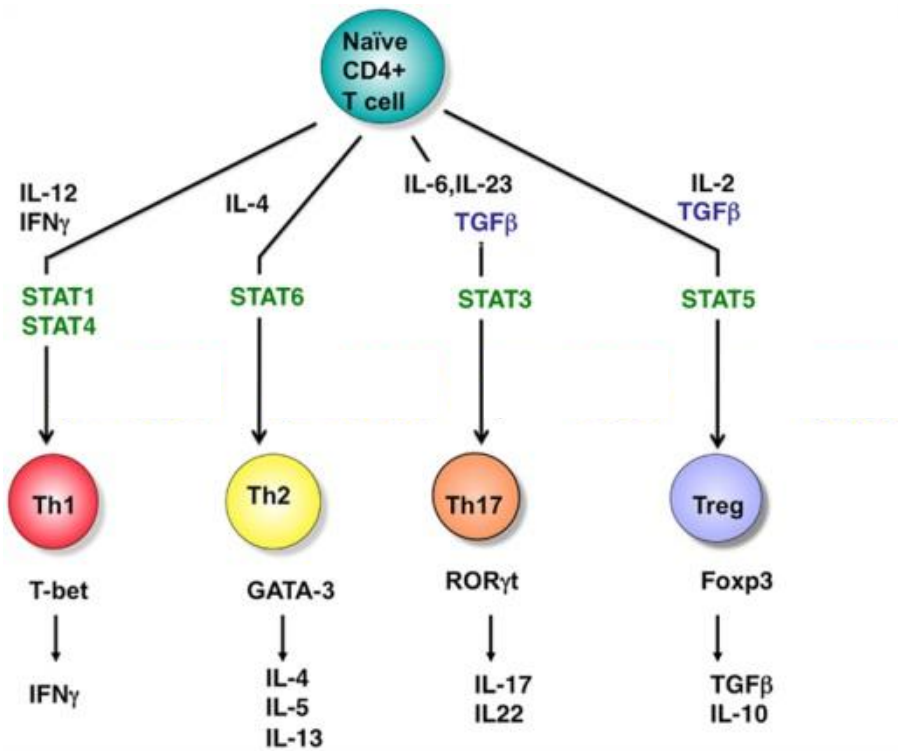 Naïve
CD4+
T cell
IL-12
IFNγ
IL-4
IL-6,IL-23
TGFβ
IL-2
TGFβ
STAT1
STAT4
STAT6
STAT3
STAT5
Th1
Th2
Th17
Treg
T-bet
GATA-3
RORγt
Foxp3
IFNγ
IL-4
IL-5
IL-13
IL-17
IL22
TGFβ
IL-10